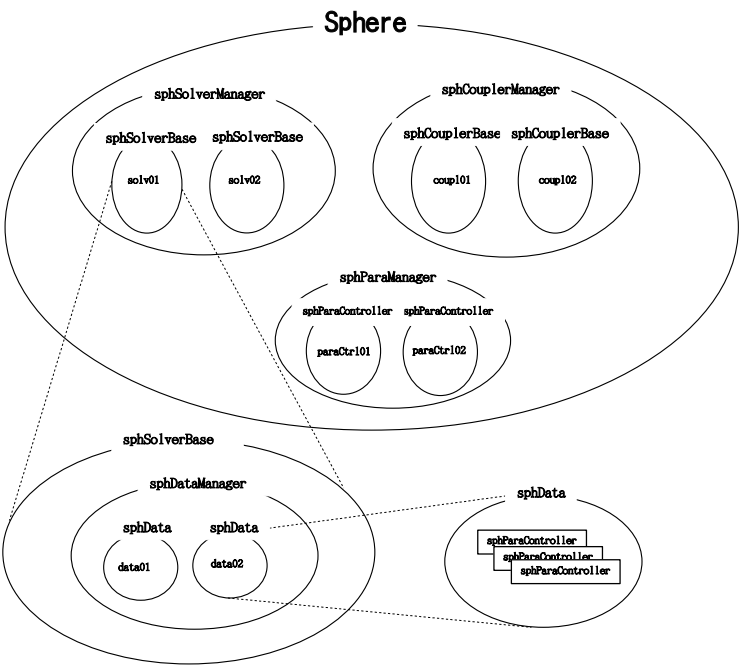 Sphere
sphSolverManager
sphCouplerManager
sphSolverBase sphSolverBase
sphCouplerBase sphCouplerBase
solv01 solv02
coupl01 coupl02
sphParaManager
sphParaController sphParaController
paraCtrl01 paraCtrl02
sphSolverBase
sphDataManager
sphData
sphData sphData
data01 data02
sphParaController
sphParaController
sphParaController